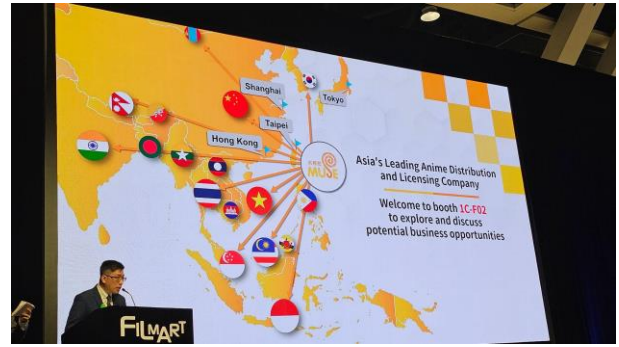 Shanghai
Tokyo
Taipei
Hong Kong
MUSE
Asia's Leading Anime Distribution
and Licensing Company
Welcome to booth 1C-F02
to explore and discuss
potential business opportunities
FILMART